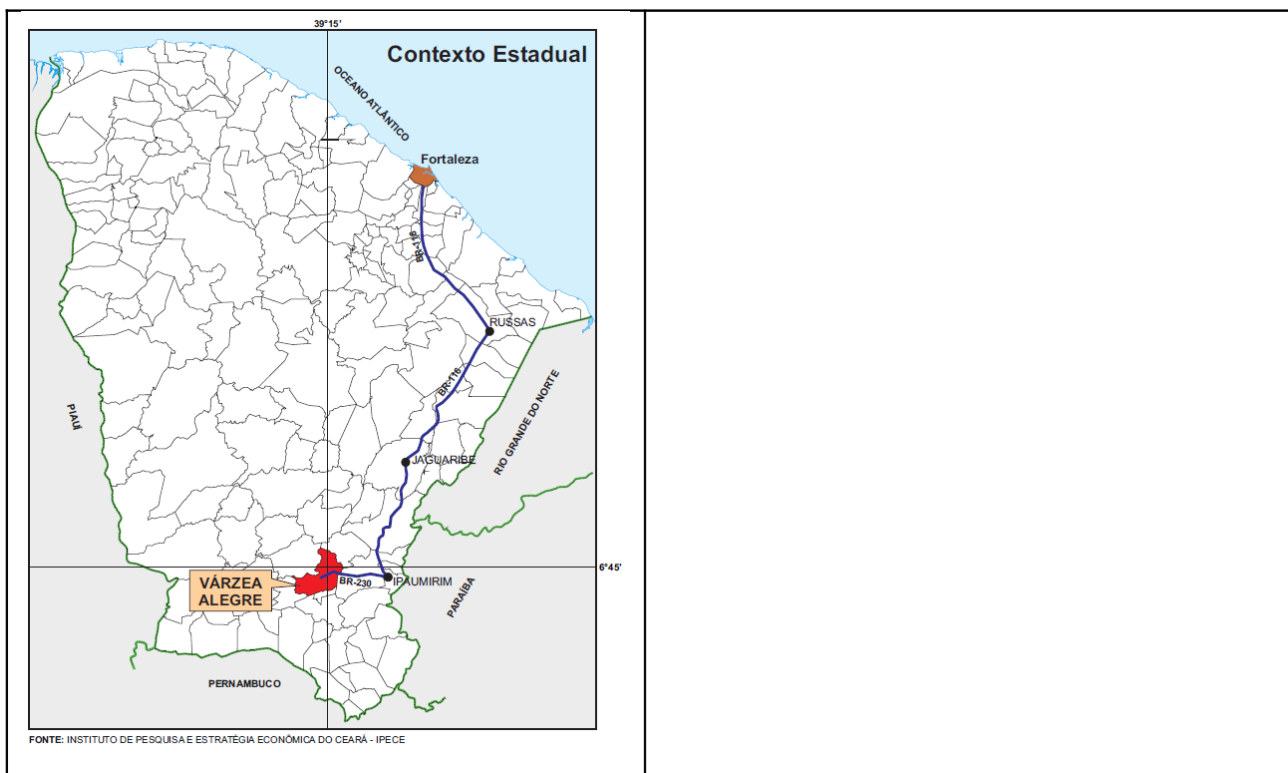 39°15'
Contexto Estadual
OCEANO ATLÂNTICO
Fortaleza
BR-116
RUSSAS
BR-116
RIO GRANDE DO NORTE
PIAUÍ
JAGUARIBE
6°45'
VÁRZEA
ALEGRE
BR-230
IPAUMIRIM
PARAÍBA
PERNAMBUCO
FONTE: INSTITUTO DE PESQUISA E ESTRATÉGIA ECONÔMICA DO CEARÁ - IPECE